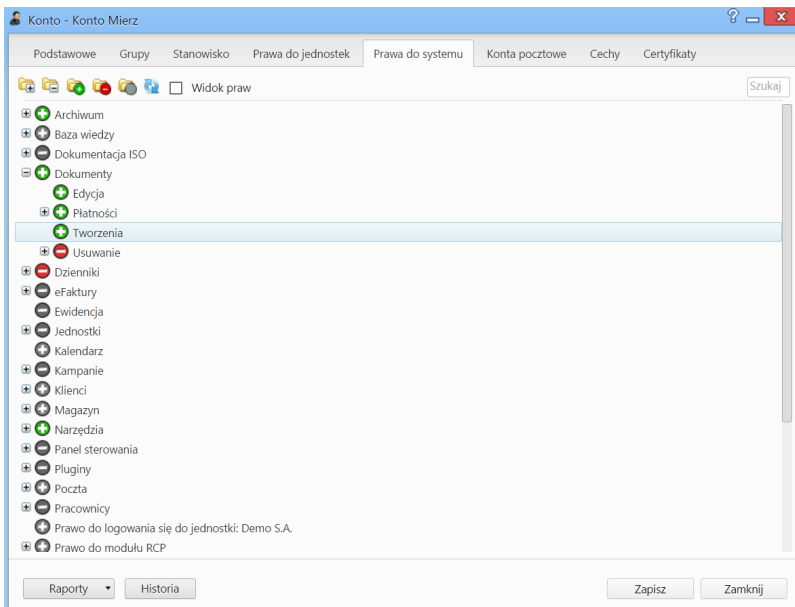 Konto - Konto Mierz
Podstawowe Grupy Stanowisko Prawa do jednostek Prawa do systemu Konta pocztowe Cechy Certyfikaty
Widok praw Szukaj
Archiwum
Baza wiedzy
Dokumentacja ISO
Dokumenty
Edycja
Płatności
Tworzenia
Usuwanie
Dzienniki
eFaktury
Ewidencja
Jednostki
Kalendarz
Kampanie
Klienci
Magazyn
Narzędzia
Panel sterowania
Pluginy
Poczta
Pracownicy
Prawo do logowania się do jednostki: Demo S.A.
Prawo do modułu RCP
Raporty Historia Zapisz Zamknij